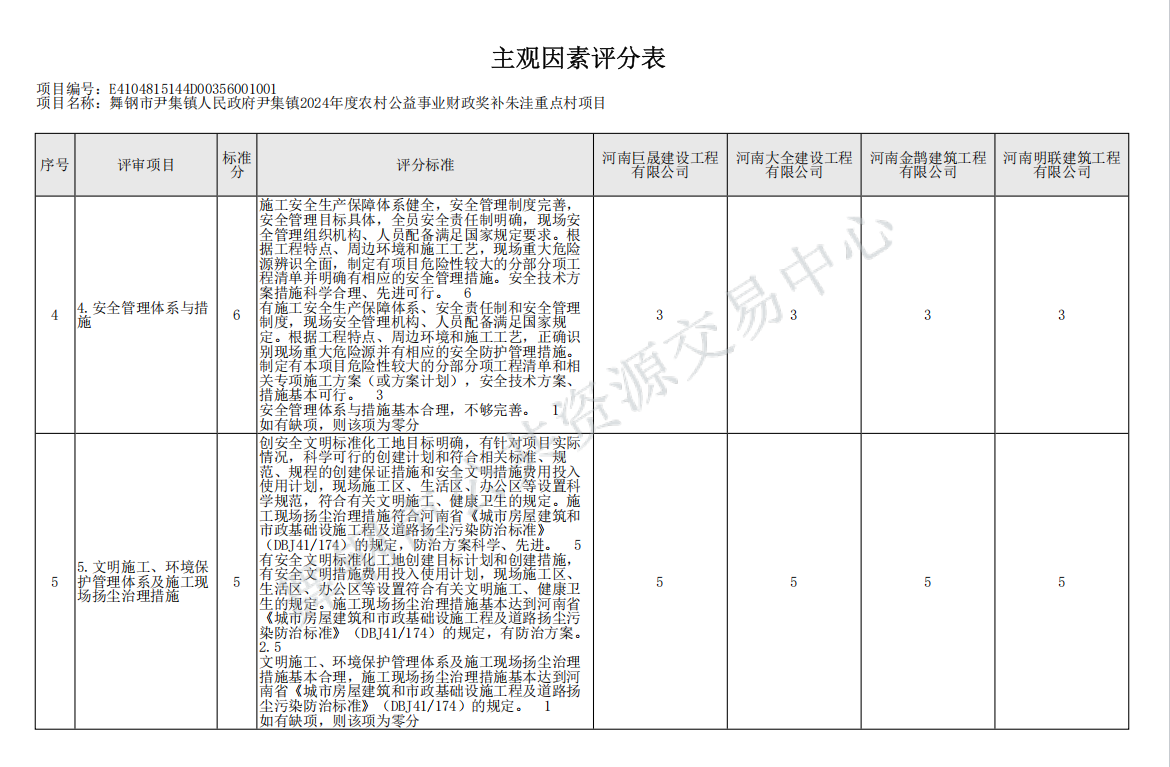 主观因素评分表
项目编号：E4104815144D00356001001
项目名称：舞钢市尹集镇人民政府尹集镇2024年度农村公益事业财政奖补朱洼重点村项目
序号
评审项目
标准
分
评分标准
河南巨晟建设工程
有限公司
河南大全建设工程
有限公司
河南金鹊建筑工程
有限公司
河南明联建筑工程
有限公司
4
4.安全管理体系与措
施
6
施工安全生产保障体系健全，安全管理制度完善，
安全管理目标具体，全员安全责任制明确，现场安
全管理组织机构、人员配备满足国家规定要求。根
据工程特点、周边环境和施工工艺，现场重大危险
源辨识全面，制定有项目危险性较大的分部分项工
程清单并明确有相应的安全管理措施。安全技术方
案措施科学合理、先进可行。 6
有施工安全生产保障体系、安全责任制和安全管理
制度，现场安全管理机构、人员配备满足国家规
定。根据工程特点、周边环境和施工工艺，正确识
别现场重大危险源并有相应的安全防护管理措施。
制定有本项目危险性较大的分部分项工程清单和相
关专项施工方案（或方案计划），安全技术方案、
措施基本可行。 3
安全管理体系与措施基本合理，不够完善。 1
如有缺项，则该项为零分
3
3
3
3
5
5.文明施工、环境保
护管理体系及施工现
场扬尘治理措施
5
创安全文明标准化工地目标明确，有针对项目实际
情况，科学可行的创建计划和符合相关标准、规
范、规程的创建保证措施和安全文明措施费用投入
使用计划，现场施工区、生活区、办公区等设置科
学规范，符合有关文明施工、健康卫生的规定。施
工现场扬尘治理措施符合河南省《城市房屋建筑和
市政基础设施工程及道路扬尘污染防治标准》
（DBJ41/174）的规定，防治方案科学、先进。 5
有安全文明标准化工地创建目标计划和创建措施，
有安全文明措施费用投入使用计划，现场施工区、
生活区、办公区等设置符合有关文明施工、健康卫
生的规定。施工现场扬尘治理措施基本达到河南省
《城市房屋建筑和市政基础设施工程及道路扬尘污
染防治标准》（DBJ41/174）的规定，有防治方案。
2.5
文明施工、环境保护管理体系及施工现场扬尘治理
措施基本合理，施工现场扬尘治理措施基本达到河
南省《城市房屋建筑和市政基础设施工程及道路扬
尘污染防治标准》（DBJ41/174）的规定。 1
如有缺项，则该项为零分
5
5
5
5
资源交易中心